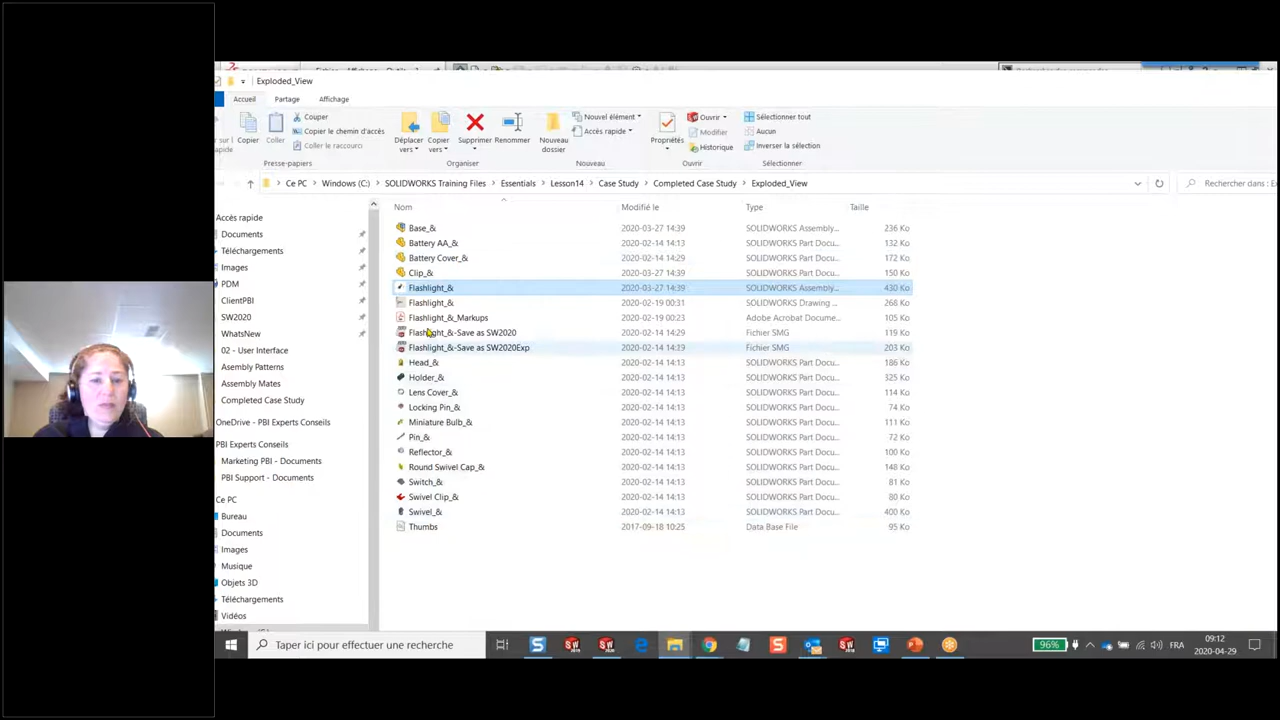 Exploded_View
Accueil Partage Affichage
Copier
Coller
Couper
Copier le chemin d'accès
Coller le raccourci
Presse-papiers
Déplacer vers
Copier vers
Supprimer
Renommer
Organiser
Nouveau dossier
Nouvel élément
Accès rapide
Nouveau
Propriétés
Ouvrir
Modifier
Historique
Ouvrir
Sélectionner tout
Aucun
Inverser la sélection
Sélectionner
Ce PC > Windows (C:) > SOLIDWORKS Training Files > Essentials > Lesson14 > Case Study > Completed Case Study > Exploded_View
Rechercher dans :
Accès rapide
Documents
Téléchargements
Images
PDM
ClientPBI
SW2020
WhatsNew
02 - User Interface
Asembly Patterns
Assembly Mates
Completed Case Study
OneDrive - PBI Experts Conseils
PBI Experts Conseils
Marketing PBI - Documents
PBI Support - Documents
Ce PC
Bureau
Documents
Images
Musique
Objets 3D
Téléchargements
Vidéos
Nom Modifié le Type Taille
Base_& 2020-03-27 14:39 SOLIDWORKS Assembly... 236 Ko
Battery AA_& 2020-02-14 14:13 SOLIDWORKS Part Docu... 132 Ko
Battery Cover_& 2020-02-14 14:29 SOLIDWORKS Part Docu... 172 Ko
Clip_& 2020-03-27 14:39 SOLIDWORKS Part Docu... 150 Ko
Flashlight_& 2020-03-27 14:39 SOLIDWORKS Assembly... 430 Ko
Flashlight_& 2020-02-19 00:31 SOLIDWORKS Drawing ... 268 Ko
Flashlight_&_Markups 2020-02-19 00:23 Adobe Acrobat Docume... 105 Ko
Flashlight_&-Save as SW2020 2020-02-14 14:29 Fichier SMG 119 Ko
Flashlight_&-Save as SW2020Exp 2020-02-14 14:39 Fichier SMG 203 Ko
Head_& 2020-02-14 14:13 SOLIDWORKS Part Docu... 186 Ko
Holder_& 2020-02-14 14:13 SOLIDWORKS Part Docu... 325 Ko
Lens Cover_& 2020-02-14 14:13 SOLIDWORKS Part Docu... 114 Ko
Locking Pin_& 2020-02-14 14:13 SOLIDWORKS Part Docu... 74 Ko
Miniature Bulb_& 2020-02-14 14:13 SOLIDWORKS Part Docu... 111 Ko
Pin_& 2020-02-14 14:13 SOLIDWORKS Part Docu... 72 Ko
Reflector_& 2020-02-14 14:13 SOLIDWORKS Part Docu... 100 Ko
Round Swivel Cap_& 2020-02-14 14:13 SOLIDWORKS Part Docu... 148 Ko
Switch_& 2020-02-14 14:13 SOLIDWORKS Part Docu... 81 Ko
Swivel Clip_& 2020-02-14 14:13 SOLIDWORKS Part Docu... 80 Ko
Swivel_& 2020-02-14 14:13 SOLIDWORKS Part Docu... 400 Ko
Thumbs 2017-09-18 10:25 Data Base File 95 Ko
Taper ici pour effectuer une recherche
96%
FRA
09:12
2020-04-29